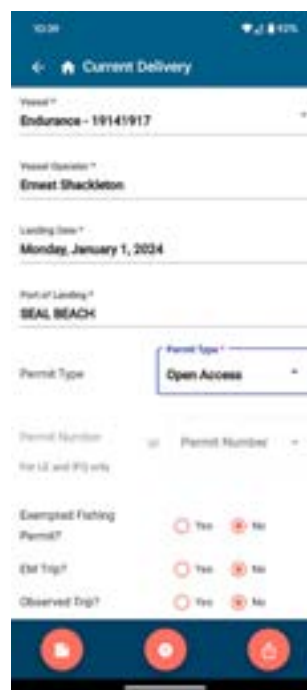 10:39
92%
Current Delivery
Vessel *
Endurance - 19141917
Vessel Operator *
Ernest Shackleton
Landing Date *
Monday, January 1, 2024
Port of Landing *
SEAL BEACH
Permit Type *
Permit Type
Open Access
Permit Number
or
Permit Number
For LE and IFQ only
Exempted Fishing
Permit?
Yes
No
EM Trip?
Yes
No
Observed Trip?
Yes
No